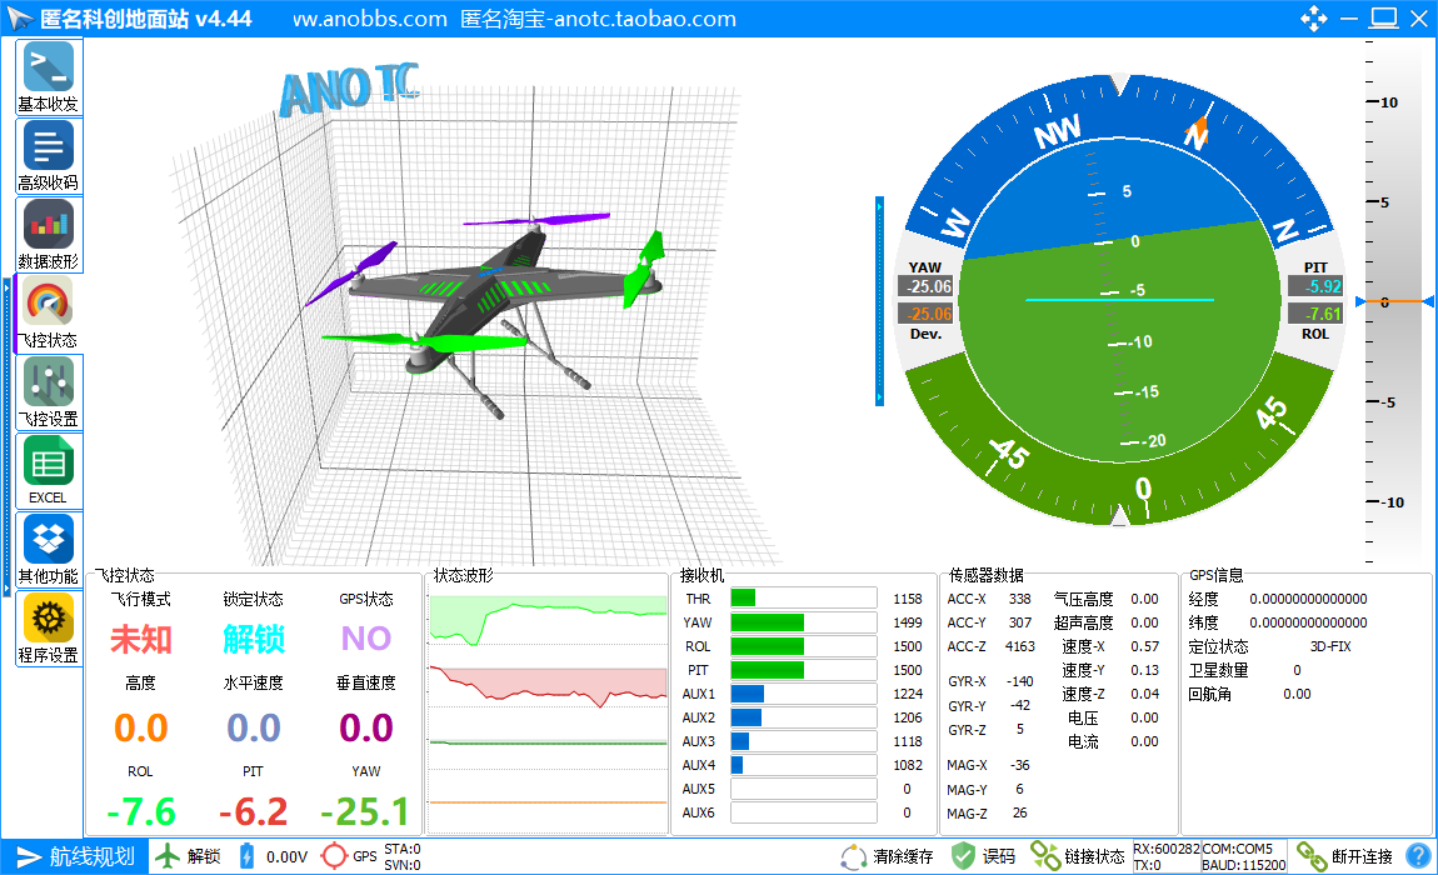 匿名科创地面站 v4.44
ww.anobbs.com 匿名淘宝-anotc.taobao.com
基本收发
高级收码
数据波形
飞控状态
飞控设置
EXCEL
其他功能
程序设置
ANO TC
NW
N
W
N
5
0
-5
-10
-15
-20
YAW
-25.06
-25.06
Dev.
PIT
-5.92
-7.61
ROL
-45
0
45
10
5
0
-5
-10
飞控状态
飞行模式 锁定状态 GPS状态
未知 解锁 NO
高度 水平速度 垂直速度
0.0 0.0 0.0
ROL PIT YAW
-7.6 -6.2 -25.1
状态波形
接收机
THR 1158
YAW 1499
ROL 1500
PIT 1500
AUX1 1224
AUX2 1206
AUX3 1118
AUX4 1082
AUX5 0
AUX6 0
传感器数据
ACC-X 338
ACC-Y 307
ACC-Z 4163
GYR-X -140
GYR-Y -42
GYR-Z 5
MAG-X -36
MAG-Y 6
MAG-Z 26
气压高度 0.00
超声高度 0.00
速度-X 0.57
速度-Y 0.13
速度-Z 0.04
电压 0.00
电流 0.00
GPS信息
经度 0.00000000000000
纬度 0.00000000000000
定位状态 3D-FIX
卫星数量 0
回航角 0.00
航线规划
解锁
0.00V
GPS
STA:0
SVN:0
清除缓存
误码
链接状态
RX:600282
TX:0
COM:COM5
BAUD:115200
断开连接
?